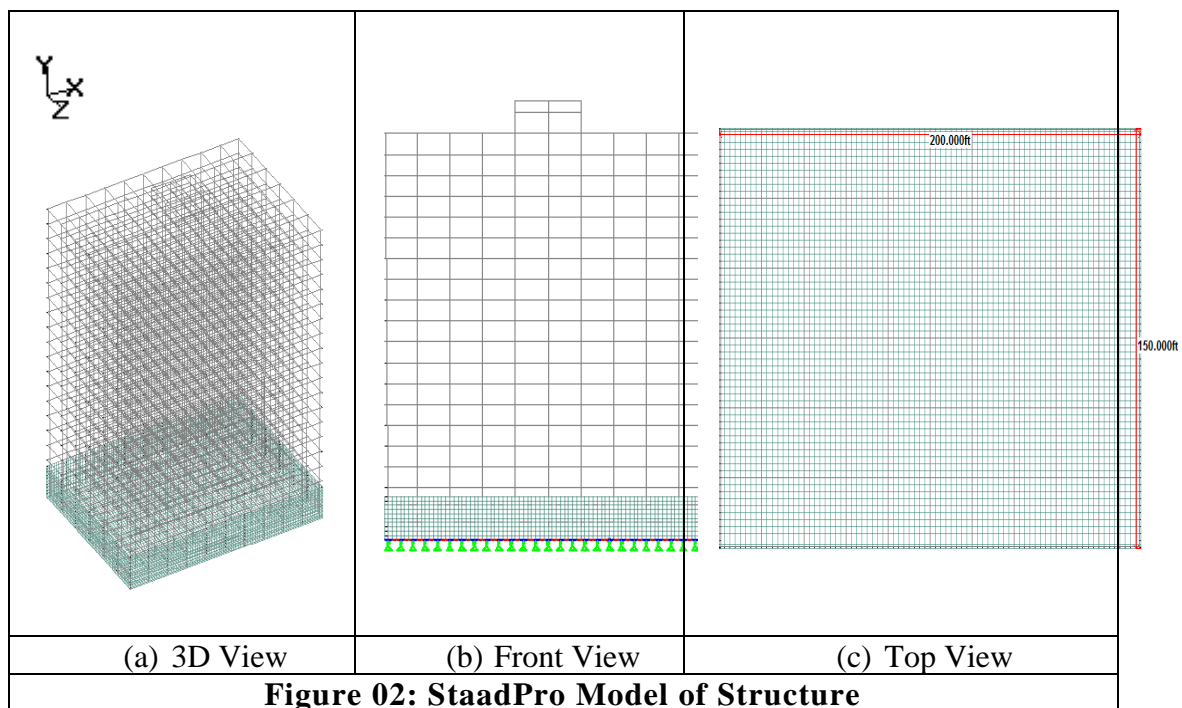 Y
X
Z
200.000ft
150.000ft
(a) 3D View
(b) Front View
(c) Top View
Figure 02: StaadPro Model of Structure